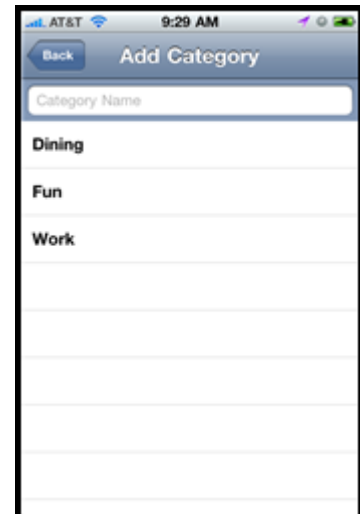 AT&T 9:29 AM
Back Add Category
Category Name
Dining
Fun
Work